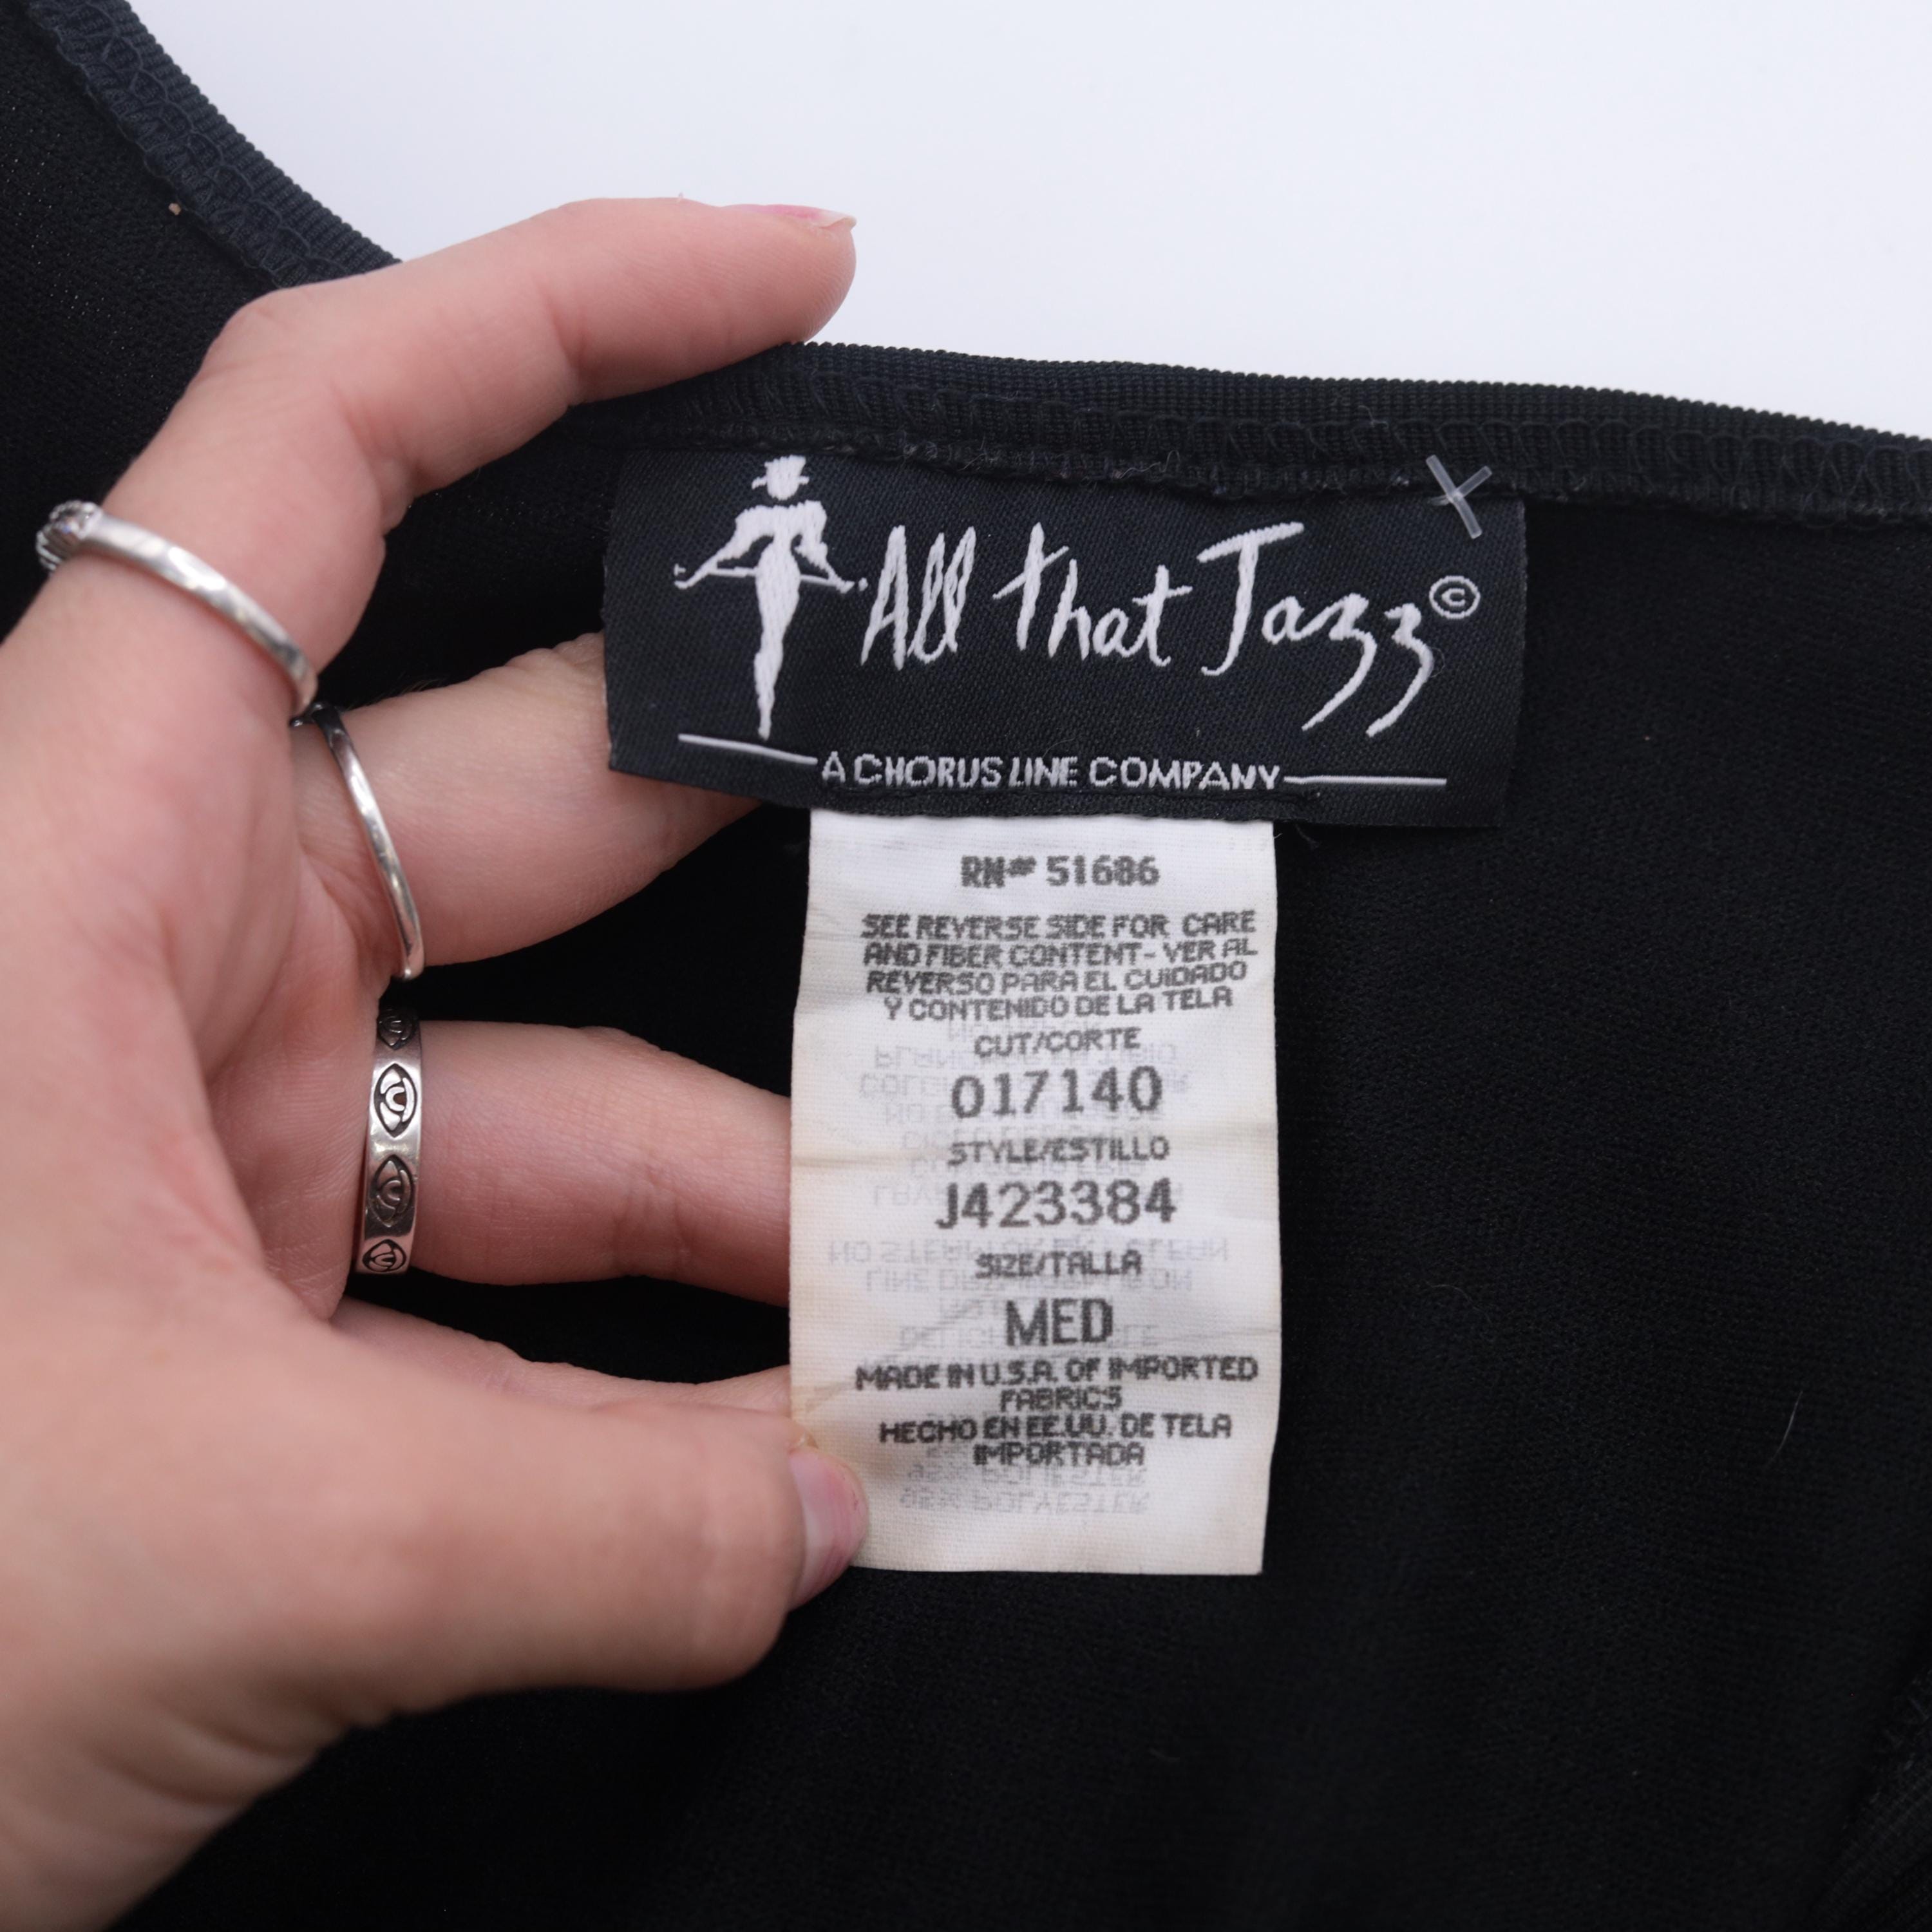 All That Jazz©
A CHORUS LINE COMPANY
RN# 51686
SEE REVERSE SIDE FOR CARE
AND FIBER CONTENT - VER AL
REVERSO PARA EL CUIDADO
Y CONTENIDO DE LA TELA
CUT/CORTE
017140
STYLE/ESTILLO
J423384
SIZE/TALLA
MED
MADE IN U.S.A. OF IMPORTED
FABRICS
HECHO EN EE.UU. DE TELA
IMPORTADA